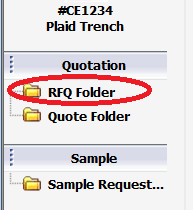 #CE1234
Plaid Trench
Quotation
RFQ Folder
Quote Folder
Sample
Sample Request...